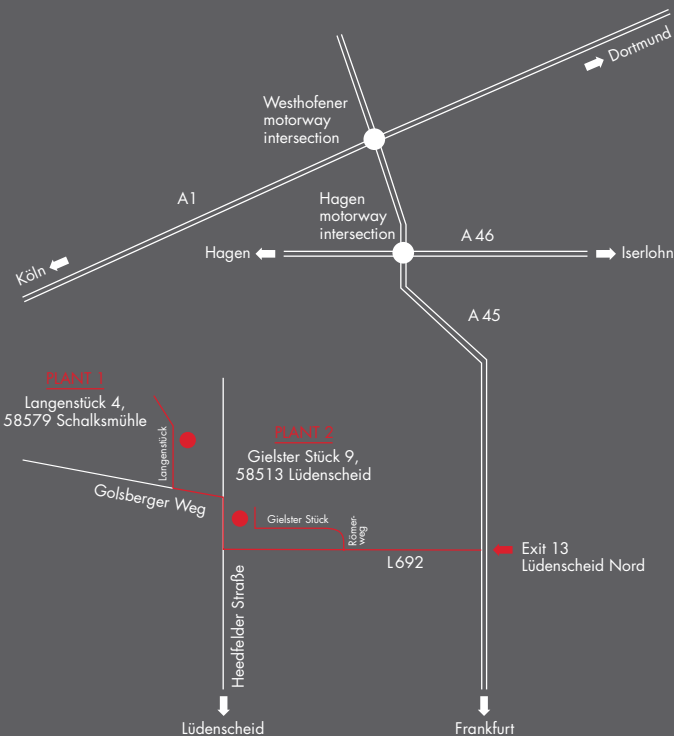 Dortmund
Westhofener
motorway
intersection
A1
Hagen
motorway
intersection
A 46
Hagen
Iserlohn
Köln
A 45
PLANT 1
Langenstück 4,
58579 Schalksmühle
PLANT 2
Gielster Stück 9,
58513 Lüdenscheid
Langenstück
Golsberger Weg
Gielster Stück
Römer-
weg
L692
Exit 13
Lüdenscheid Nord
Heedfelder Straße
Lüdenscheid
Frankfurt